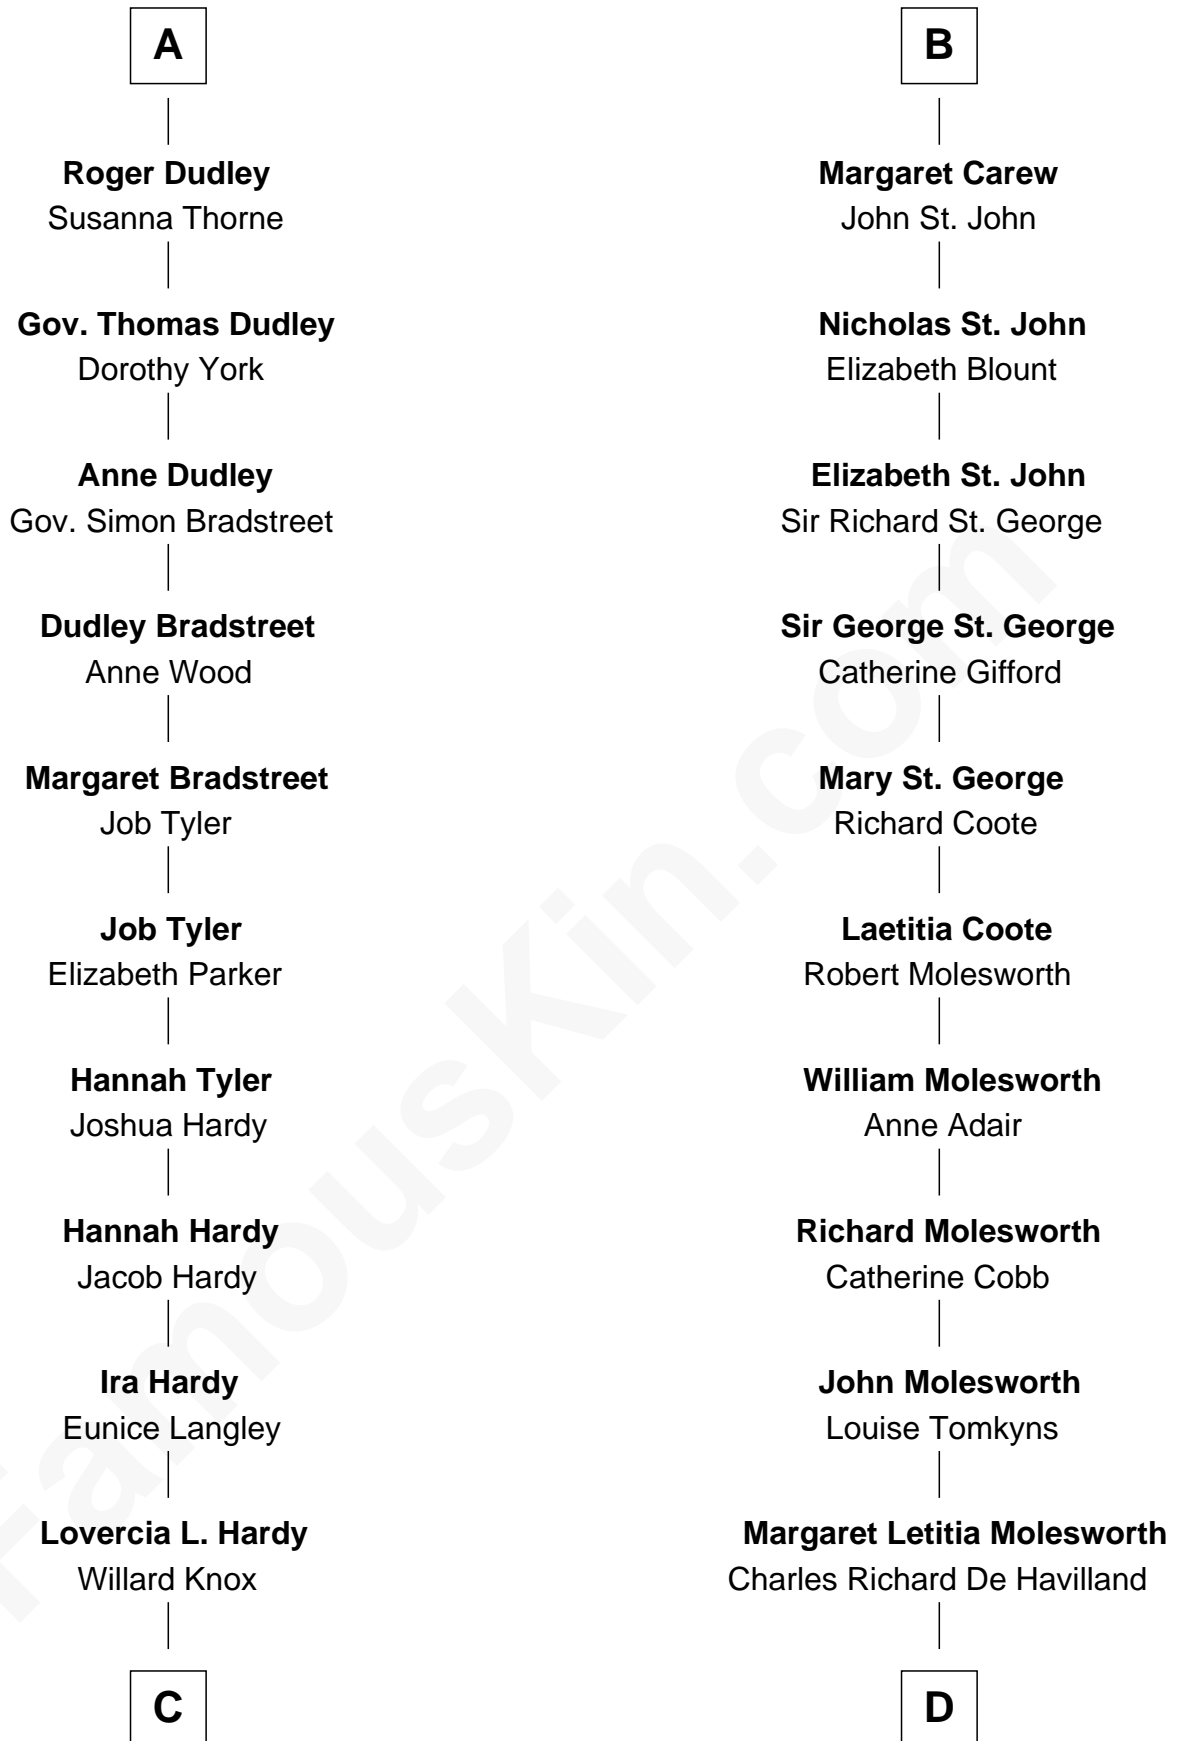 A
Roger Dudley
Susanna Thorne
Gov. Thomas Dudley
Dorothy York
Anne Dudley
Gov. Simon Bradstreet
Dudley Bradstreet
Anne Wood
Margaret Bradstreet
Job Tyler
Job Tyler
Elizabeth Parker
Hannah Tyler
Joshua Hardy
Hannah Hardy
Jacob Hardy
Ira Hardy
Eunice Langley
Lovercia L. Hardy
Willard Knox
C
B
Margaret Carew
John St. John
Nicholas St. John
Elizabeth Blount
Elizabeth St. John
Sir Richard St. George
Sir George St. George
Catherine Gifford
Mary St. George
Richard Coote
Laetitia Coote
Robert Molesworth
William Molesworth
Anne Adair
Richard Molesworth
Catherine Cobb
John Molesworth
Louise Tomkyns
Margaret Letitia Molesworth
Charles Richard De Havilland
D
FamousKin.com